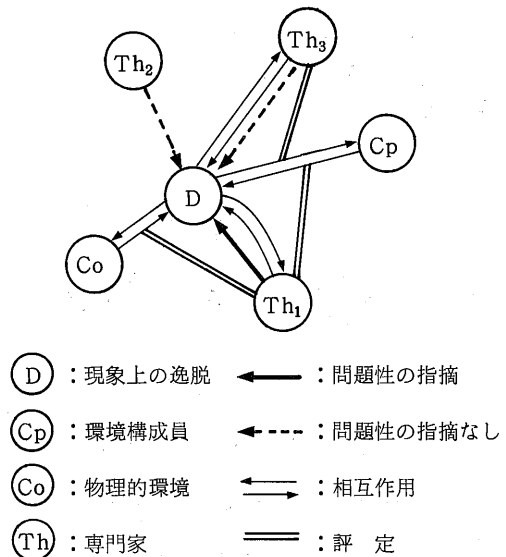 Th₃
Th₂
Cp
D
Co
Th₁
D：現象上の逸脱　：問題性の指摘
Cp：環境構成員　：問題性の指摘なし
Co：物理的環境　：相互作用
Th：専門家　：評　定